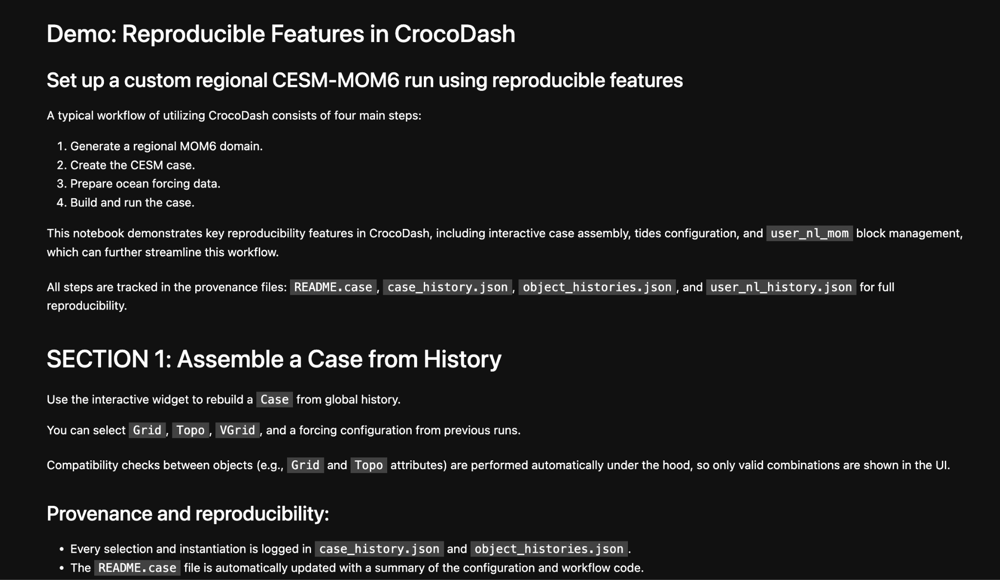 Demo: Reproducible Features in CrocoDash
Set up a custom regional CESM-MOM6 run using reproducible features
A typical workflow of utilizing CrocoDash consists of four main steps:
1. Generate a regional MOM6 domain.
2. Create the CESM case.
3. Prepare ocean forcing data.
4. Build and run the case.
This notebook demonstrates key reproducibility features in CrocoDash, including interactive case assembly, tides configuration, and user_nl_mom block management,
which can further streamline this workflow.
All steps are tracked in the provenance files: README.case, case_history.json, object_histories.json, and user_nl_history.json for full
reproducibility.
SECTION 1: Assemble a Case from History
Use the interactive widget to rebuild a Case from global history.
You can select Grid, Topo, VGrid, and a forcing configuration from previous runs.
Compatibility checks between objects (e.g., Grid and Topo attributes) are performed automatically under the hood, so only valid combinations are shown in the UI.
Provenance and reproducibility:
• Every selection and instantiation is logged in case_history.json and object_histories.json.
• The README.case file is automatically updated with a summary of the configuration and workflow code.